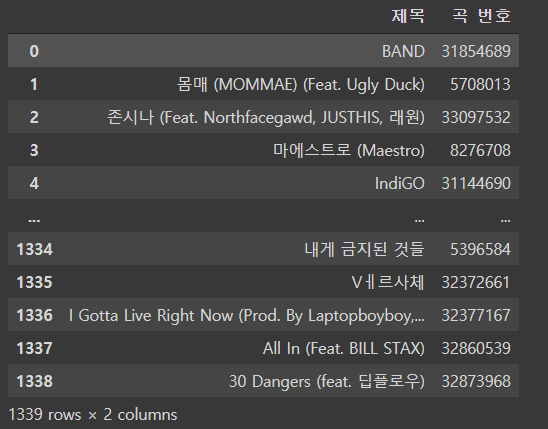 제목 곡 번호
0 BAND 31854689
1 몸매 (MOMMAE) (Feat. Ugly Duck) 5708013
2 존시나 (Feat. Northfacegawd, JUSTHIS, 래원) 33097532
3 마에스트로 (Maestro) 8276708
4 IndiGO 31144690
... ... ...
1334 내게 금지된 것들 5396584
1335 Vㅔ르사체 32372661
1336 I Gotta Live Right Now (Prod. By Laptopboyboy,... 32377167
1337 All In (Feat. BILL STAX) 32860539
1338 30 Dangers (feat. 딥플로우) 32873968
1339 rows × 2 columns